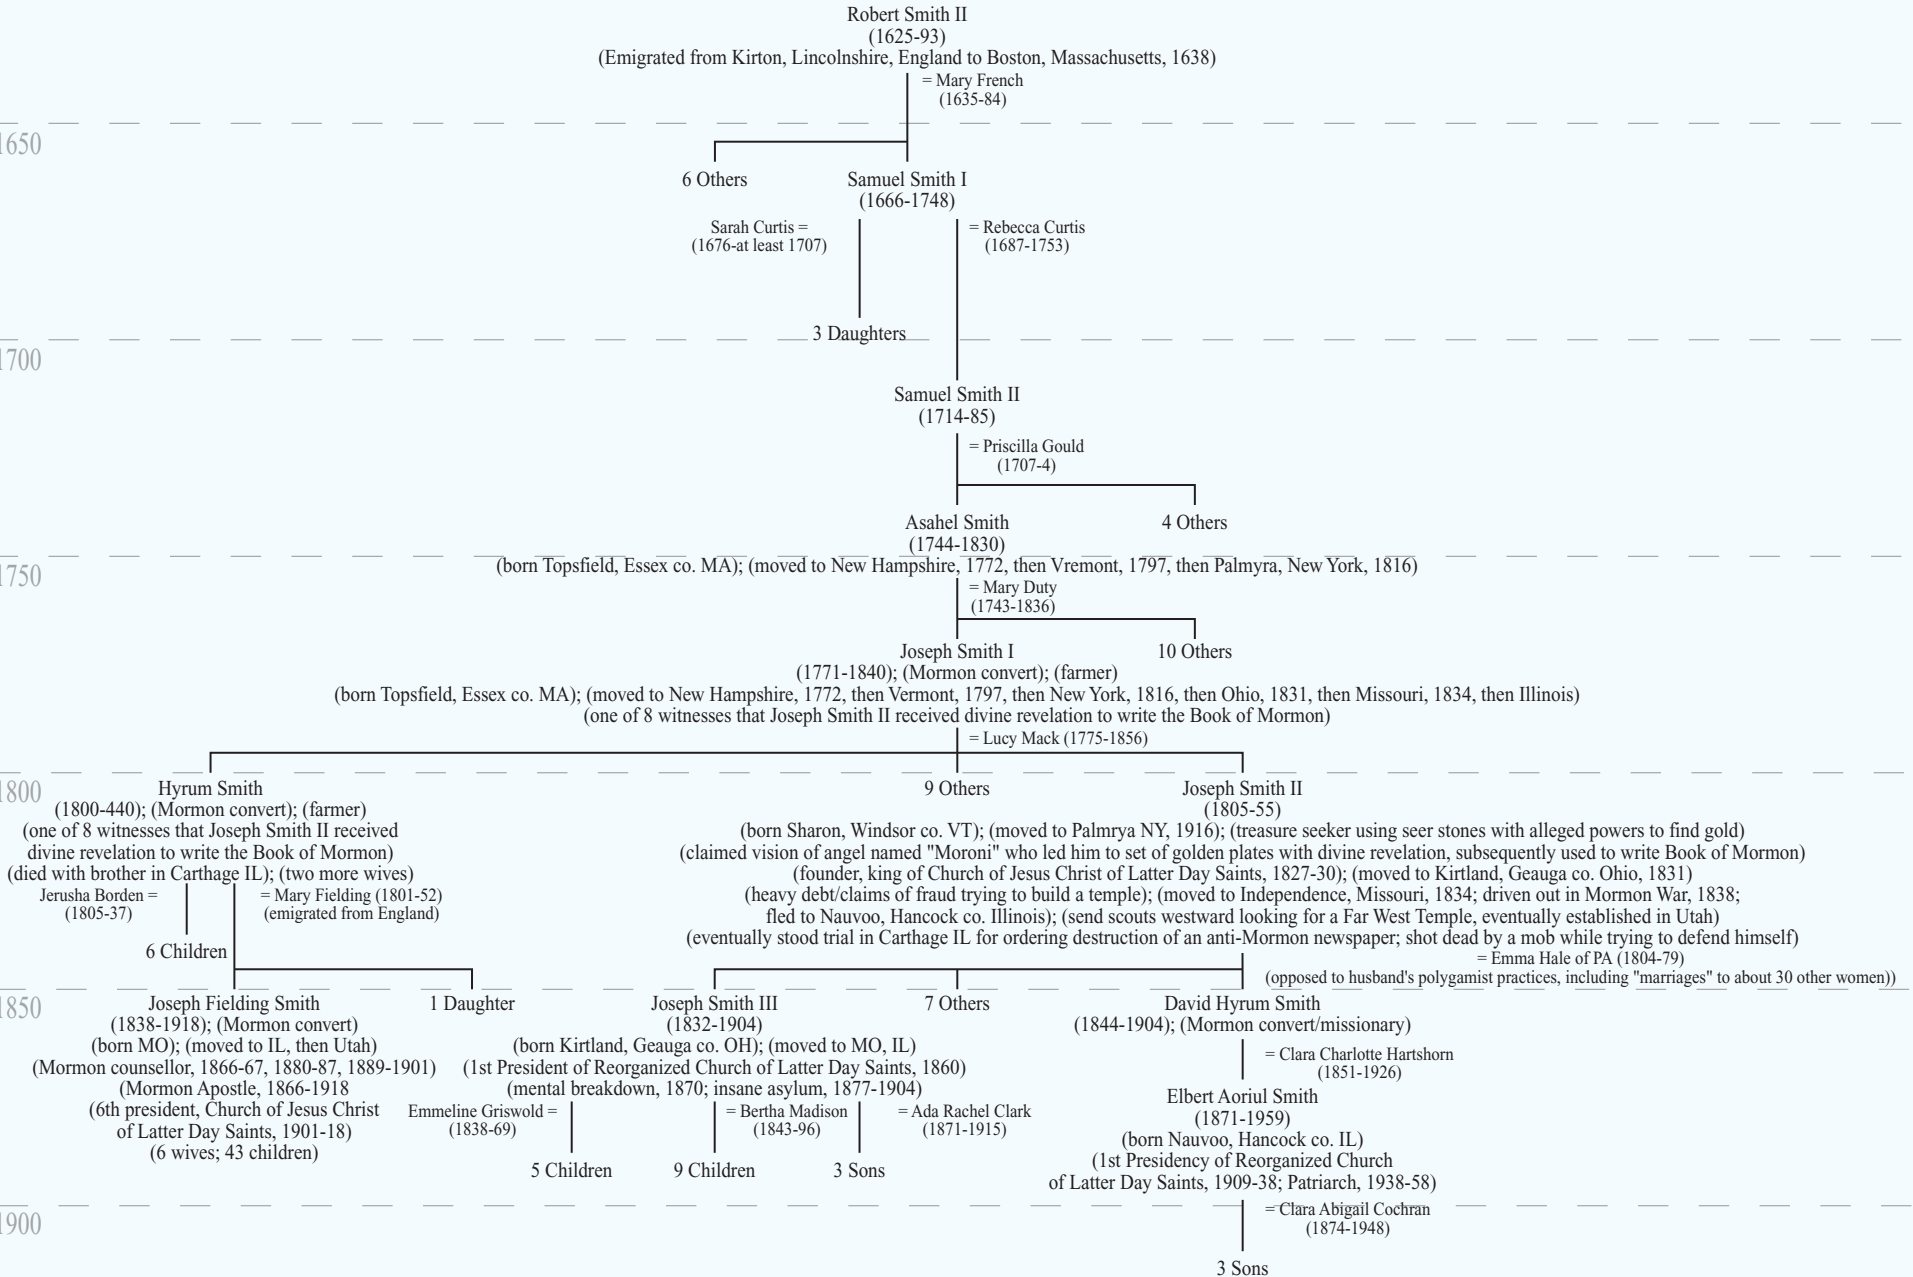 Robert Smith II
(1625-93)
(Emigrated from Kirton, Lincolnshire, England to Boston, Massachusetts, 1638)
= Mary French
(1635-84)
1650
6 Others
Samuel Smith I
(1666-1748)
Sarah Curtis =
(1676-at least 1707)
= Rebecca Curtis
(1687-1753)
3 Daughters
1700
Samuel Smith II
(1714-85)
= Priscilla Gould
(1707-4)
Asahel Smith
(1744-1830)
4 Others
1750
(born Topsfield, Essex co. MA); (moved to New Hampshire, 1772, then Vremont, 1797, then Palmyra, New York, 1816)
= Mary Duty
(1743-1836)
Joseph Smith I
10 Others
(1771-1840); (Mormon convert); (farmer)
(born Topsfield, Essex co. MA); (moved to New Hampshire, 1772, then Vermont, 1797, then New York, 1816, then Ohio, 1831, then Missouri, 1834, then Illinois)
(one of 8 witnesses that Joseph Smith II received divine revelation to write the Book of Mormon)
= Lucy Mack (1775-1856)
1800
Hyrum Smith
(1800-440); (Mormon convert); (farmer)
(one of 8 witnesses that Joseph Smith II received
divine revelation to write the Book of Mormon)
(died with brother in Carthage IL); (two more wives)
Jerusha Borden =
(1805-37)
= Mary Fielding (1801-52)
(emigrated from England)
6 Children
9 Others
Joseph Smith II
(1805-55)
(born Sharon, Windsor co. VT); (moved to Palmrya NY, 1916); (treasure seeker using seer stones with alleged powers to find gold)
(claimed vision of angel named "Moroni" who led him to set of golden plates with divine revelation, subsequently used to write Book of Mormon)
(founder, king of Church of Jesus Christ of Latter Day Saints, 1827-30); (moved to Kirtland, Geauga co. Ohio, 1831)
(heavy debt/claims of fraud trying to build a temple); (moved to Independence, Missouri, 1834; driven out in Mormon War, 1838;
fled to Nauvoo, Hancock co. Illinois); (send scouts westward looking for a Far West Temple, eventually established in Utah)
(eventually stood trial in Carthage IL for ordering destruction of an anti-Mormon newspaper; shot dead by a mob while trying to defend himself)
= Emma Hale of PA (1804-79)
(opposed to husband's polygamist practices, including "marriages" to about 30 other women))
1850
Joseph Fielding Smith
(1838-1918); (Mormon convert)
(born MO); (moved to IL, then Utah)
(Mormon counsellor, 1866-67, 1880-87, 1889-1901)
(Mormon Apostle, 1866-1918
(6th president, Church of Jesus Christ
of Latter Day Saints, 1901-18)
(6 wives; 43 children)
1 Daughter
Joseph Smith III
(1832-1904)
(born Kirtland, Geauga co. OH); (moved to MO, IL)
(1st President of Reorganized Church of Latter Day Saints, 1860)
(mental breakdown, 1870; insane asylum, 1877-1904)
Emmeline Griswold =
(1838-69)
= Bertha Madison
(1843-96)
= Ada Rachel Clark
(1871-1915)
5 Children
9 Children
3 Sons
7 Others
David Hyrum Smith
(1844-1904); (Mormon convert/missionary)
= Clara Charlotte Hartshorn
(1851-1926)
Elbert Aoriul Smith
(1871-1959)
(born Nauvoo, Hancock co. IL)
(1st Presidency of Reorganized Church
of Latter Day Saints, 1909-38; Patriarch, 1938-58)
1900
= Clara Abigail Cochran
(1874-1948)
3 Sons